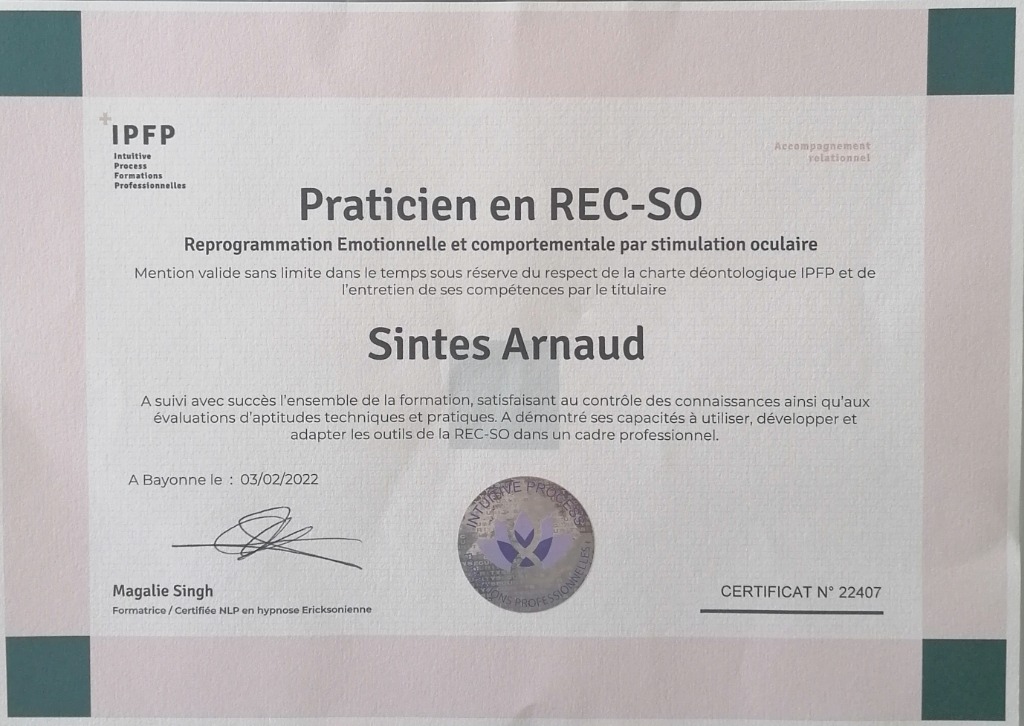 IPFP
Intuitive
Process
Formations
Professionnelles
Accompagnement
relationnel
Praticien en REC-SO
Reprogrammation Emotionnelle et comportementale par stimulation oculaire
Mention valide sans limite dans le temps sous réserve du respect de la charte déontologique IPFP et de
l'entretien de ses compétences par le titulaire
Sintes Arnaud
A suivi avec succès l'ensemble de la formation, satisfaisant au contrôle des connaissances ainsi qu'aux
évaluations d'aptitudes techniques et pratiques. A démontré ses capacités à utiliser, développer et
adapter les outils de la REC-SO dans un cadre professionnel.
A Bayonne le : 03/02/2022
INTUITIVE PROCESS
PROFESSIONNELLES
Magalie Singh
Formatrice / Certifiée NLP en hypnose Ericksonienne
CERTIFICAT N° 22407